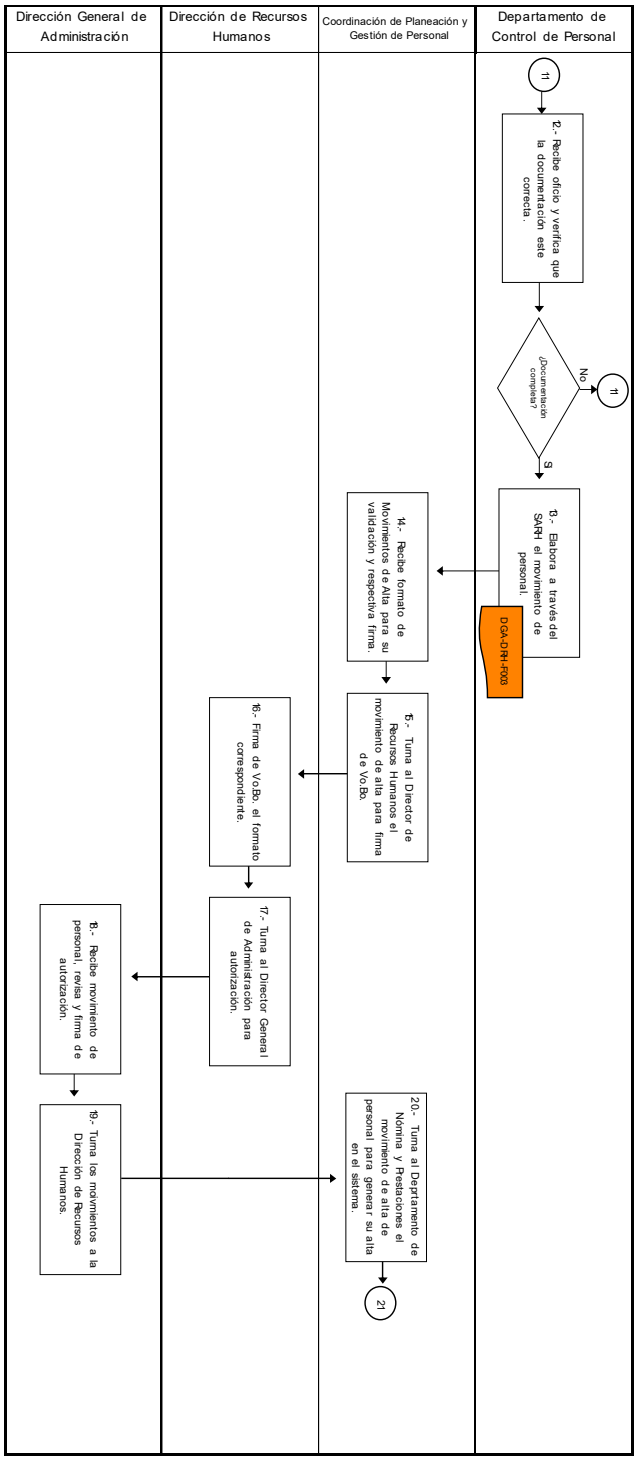 Dirección General de
Administración
Dirección de Recursos
Humanos
Coordinación de Planeación y
Gestión de Personal
Departamento de
Control de Personal
11
12.- Recibe oficio y verifica que
la documentación este
correcta.
¿Documentación
completa?
No
11
Si
13.- Elabora a través del
SARH el movimiento de
personal.
DGA-DRH-F003
14.- Recibe formato de
Movimientos de Alta para su
validación y respectiva firma.
15.- Turna al Director de
Recursos Humanos el
movimiento de alta para firma
de Vo.Bo.
16.- Firma de Vo.Bo. el formato
correspondiente.
17.- Turna al Director General
de Administración para
autorización.
18.- Recibe movimiento de
personal, revisa y firma de
autorización.
19.- Turna los moivmientos a la
Dirección de Recursos
Humanos.
20.- Turna al Deprtamento de
Nómina y Prestaciones el
movimiento de alta de
personal para generar su alta
en el sistema.
21